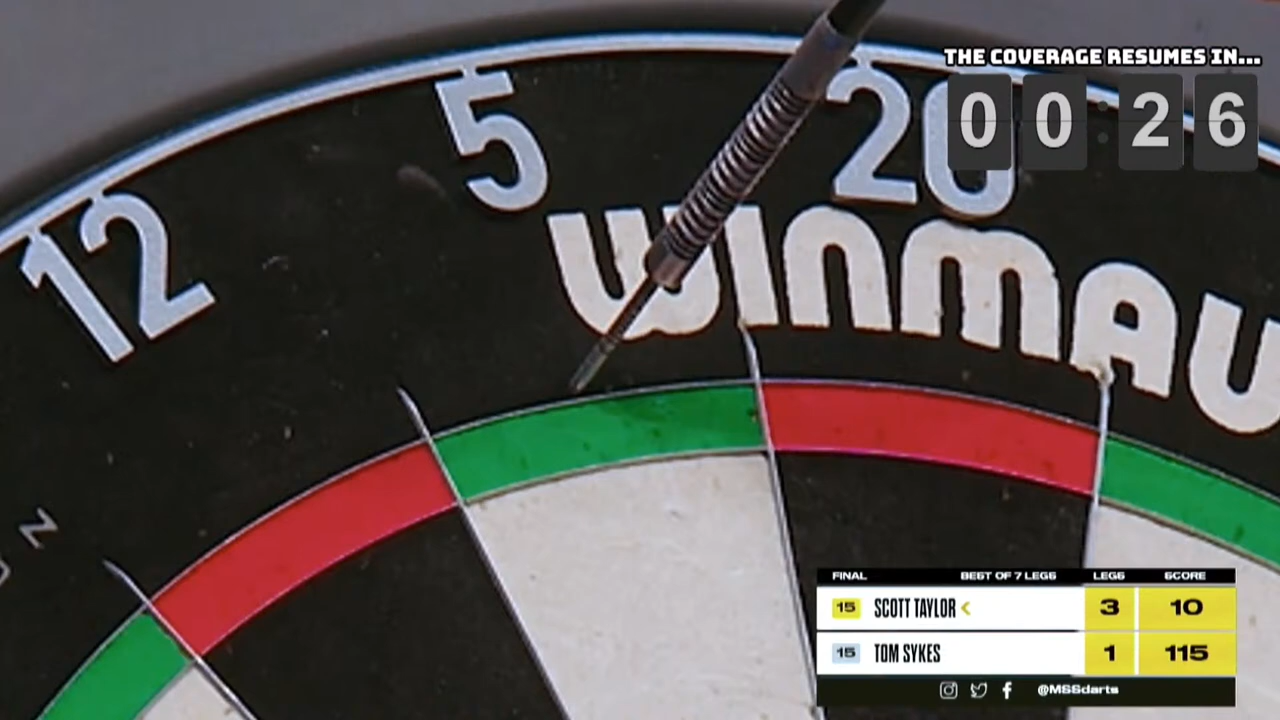 THE COVERAGE RESUMES IN...
00:26
12 5 20
WINMAU
FINAL BEST OF 7 LEGS LEGS SCORE
15 SCOTT TAYLOR < 3 10
15 TOM SYKES 1 115
@MSSdarts